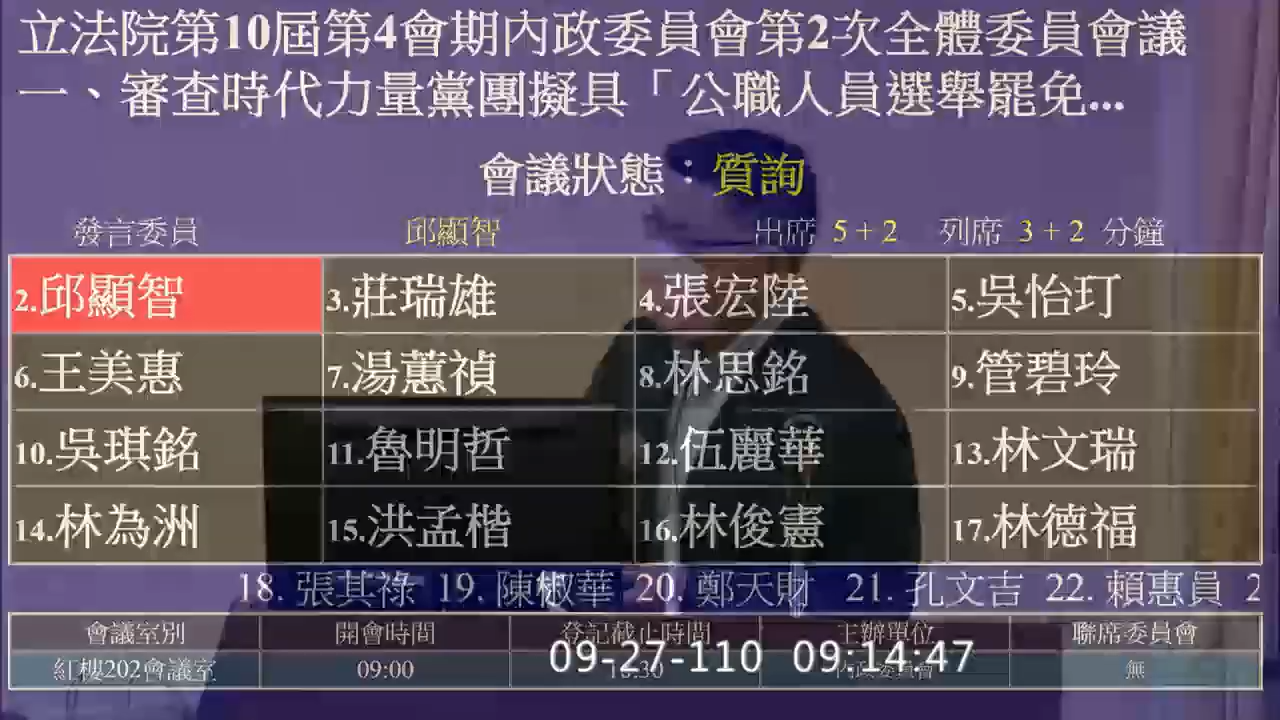 立法院第10屆第4會期內政委員會第2次全體委員會議
一、審查時代力量黨團擬具「公職人員選舉罷免...
會議狀態：質詢
發言委員 邱顯智 出席 5+2 列席 3+2 分鐘
2.邱顯智 3.莊瑞雄 4.張宏陸 5.吳怡玎
6.王美惠 7.湯蕙禎 8.林思銘 9.管碧玲
10.吳琪銘 11.魯明哲 12.伍麗華 13.林文瑞
14.林為洲 15.洪孟楷 16.林俊憲 17.林德福
18. 張其祿 19. 陳椒華 20. 鄭天財 21. 孔文吉 22. 賴惠員 2
會議室別 開會時間 登記截止時間 主辦單位 聯席委員會
紅樓202會議室 09:00 10:30 內政委員會 無
09-27-110 09:14:47